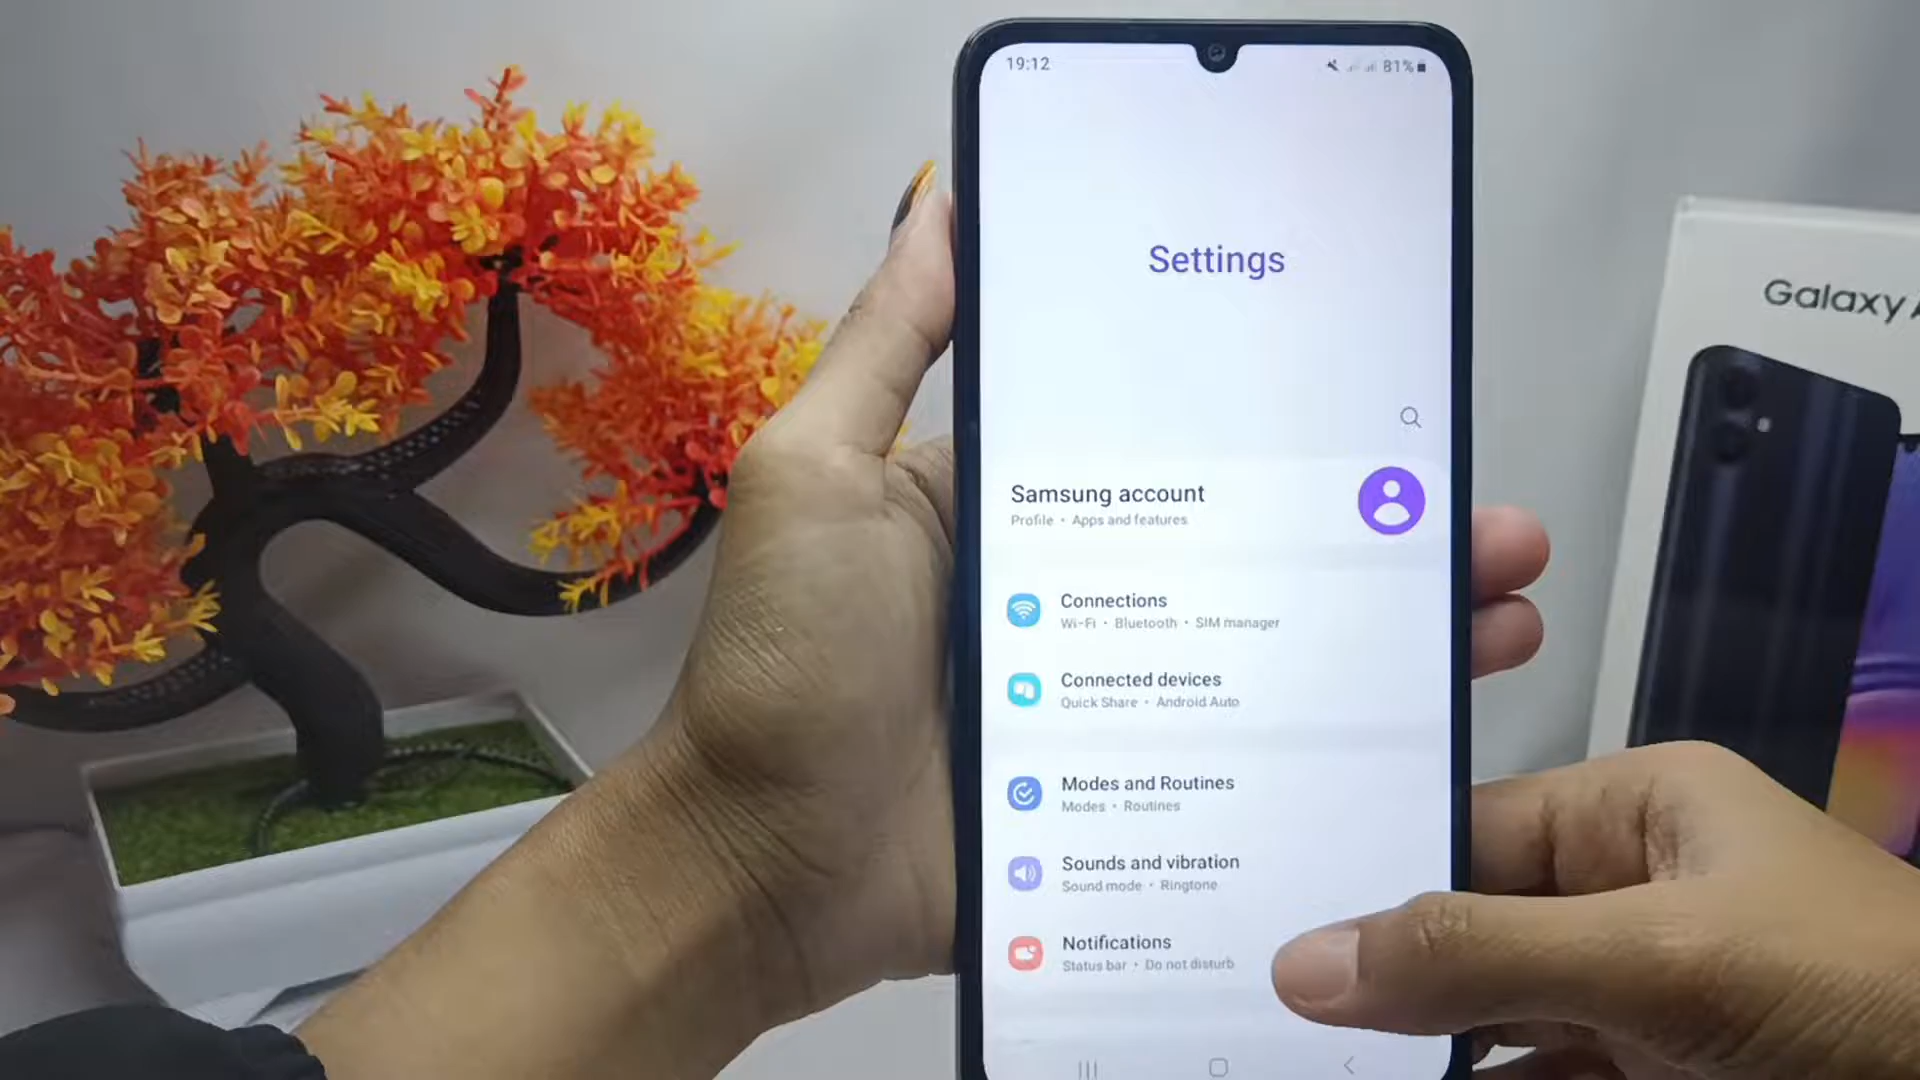 19:12
81%
Settings
Samsung account
Profile • Apps and features
Connections
Wi-Fi • Bluetooth • SIM manager
Connected devices
Quick Share • Android Auto
Modes and Routines
Modes • Routines
Sounds and vibration
Sound mode • Ringtone
Notifications
Status bar • Do not disturb
Galaxy